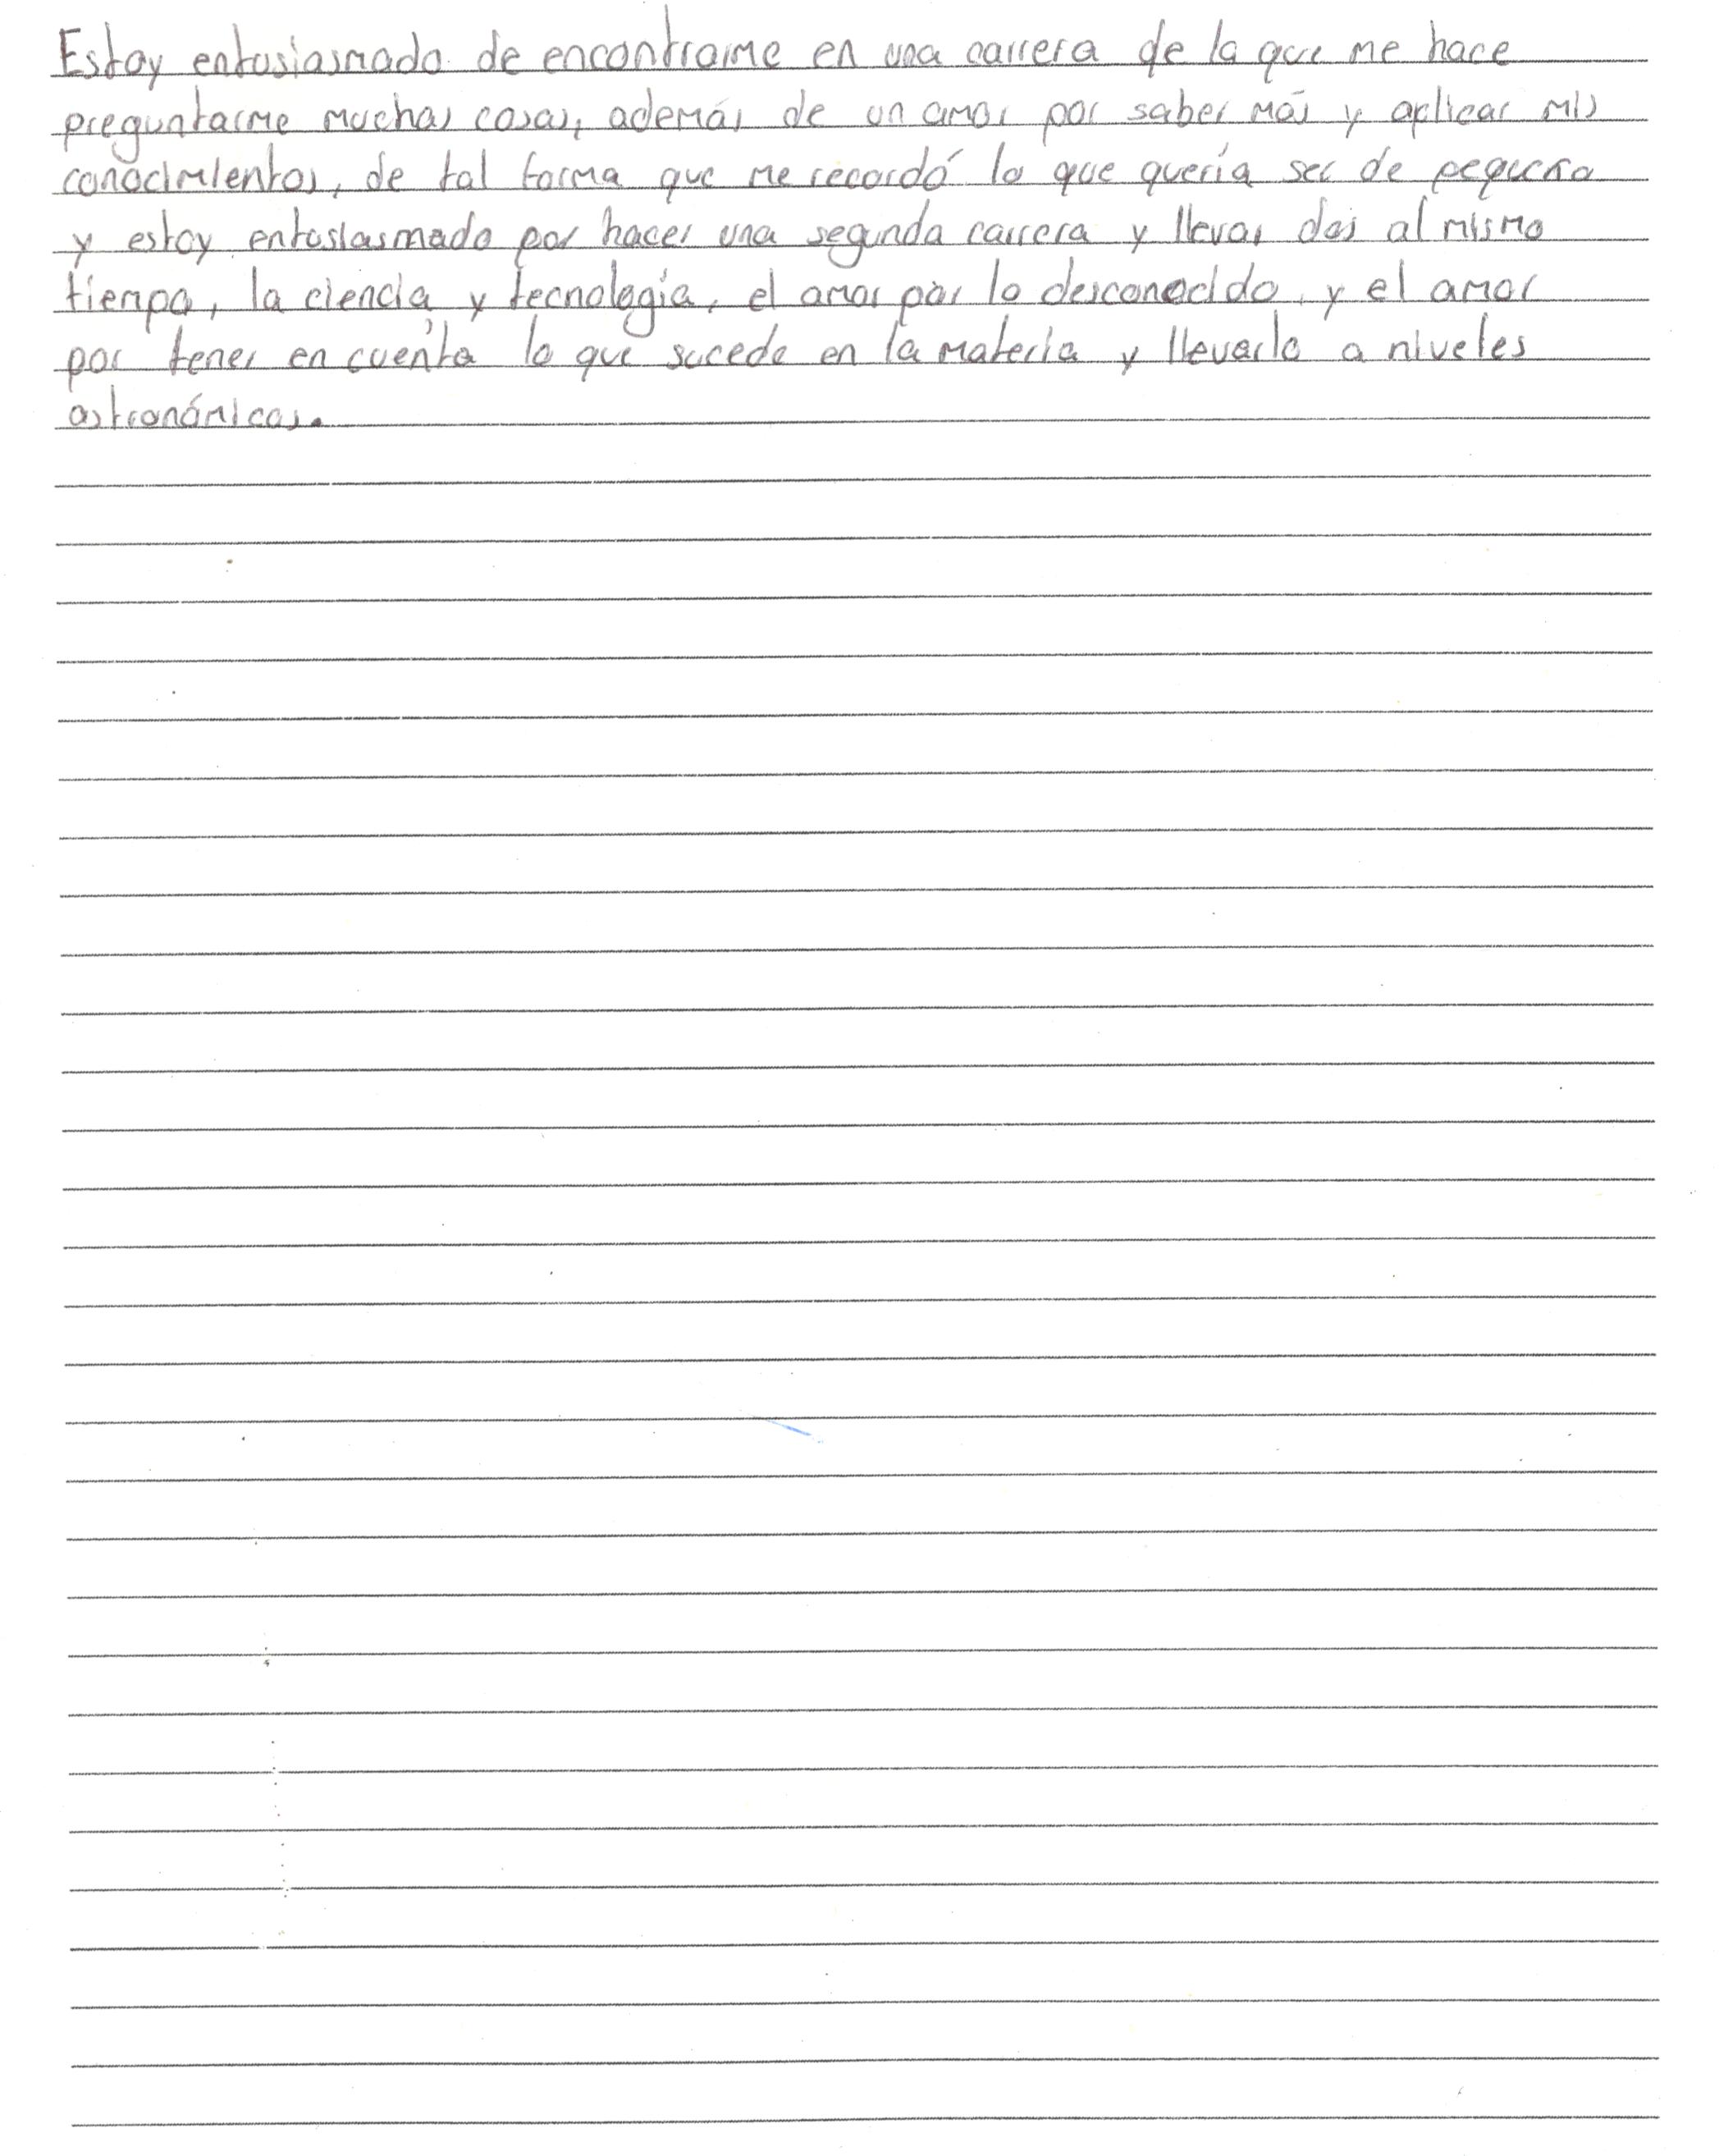 Estoy entusiasmado de encontrarme en una carrera de la que me hace
preguntarme muchas cosas, además de un amor por saber más y aplicar mis
conocimientos, de tal forma que me recordó lo que quería ser de pequeño
y estoy entusiasmado por hacer una segunda carrera y llevar dos al mismo
tiempo, la ciencia y tecnología, el amor por lo desconocido, y el amor
por tener en cuenta lo que sucede en la materia y llevarlo a niveles
astronómicos.